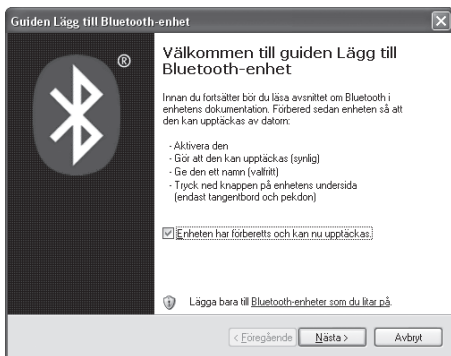 Guiden Lägg till Bluetooth-enhet
®
Välkommen till guiden Lägg till
Bluetooth-enhet
Innan du fortsätter bör du läsa avsnittet om Bluetooth i
enhetens dokumentation. Förbered sedan enheten så att
den kan upptäckas av datorn:
- Aktivera den
- Gör att den kan upptäckas (synlig)
- Ge den ett namn (valfritt)
- Tryck ned knappen på enhetens undersida
(endast tangentbord och pekdon)
Enheten har förberetts och kan nu upptäckas.
Lägga bara till Bluetooth-enheter som du litar på.
< Föregående Nästa > Avbryt